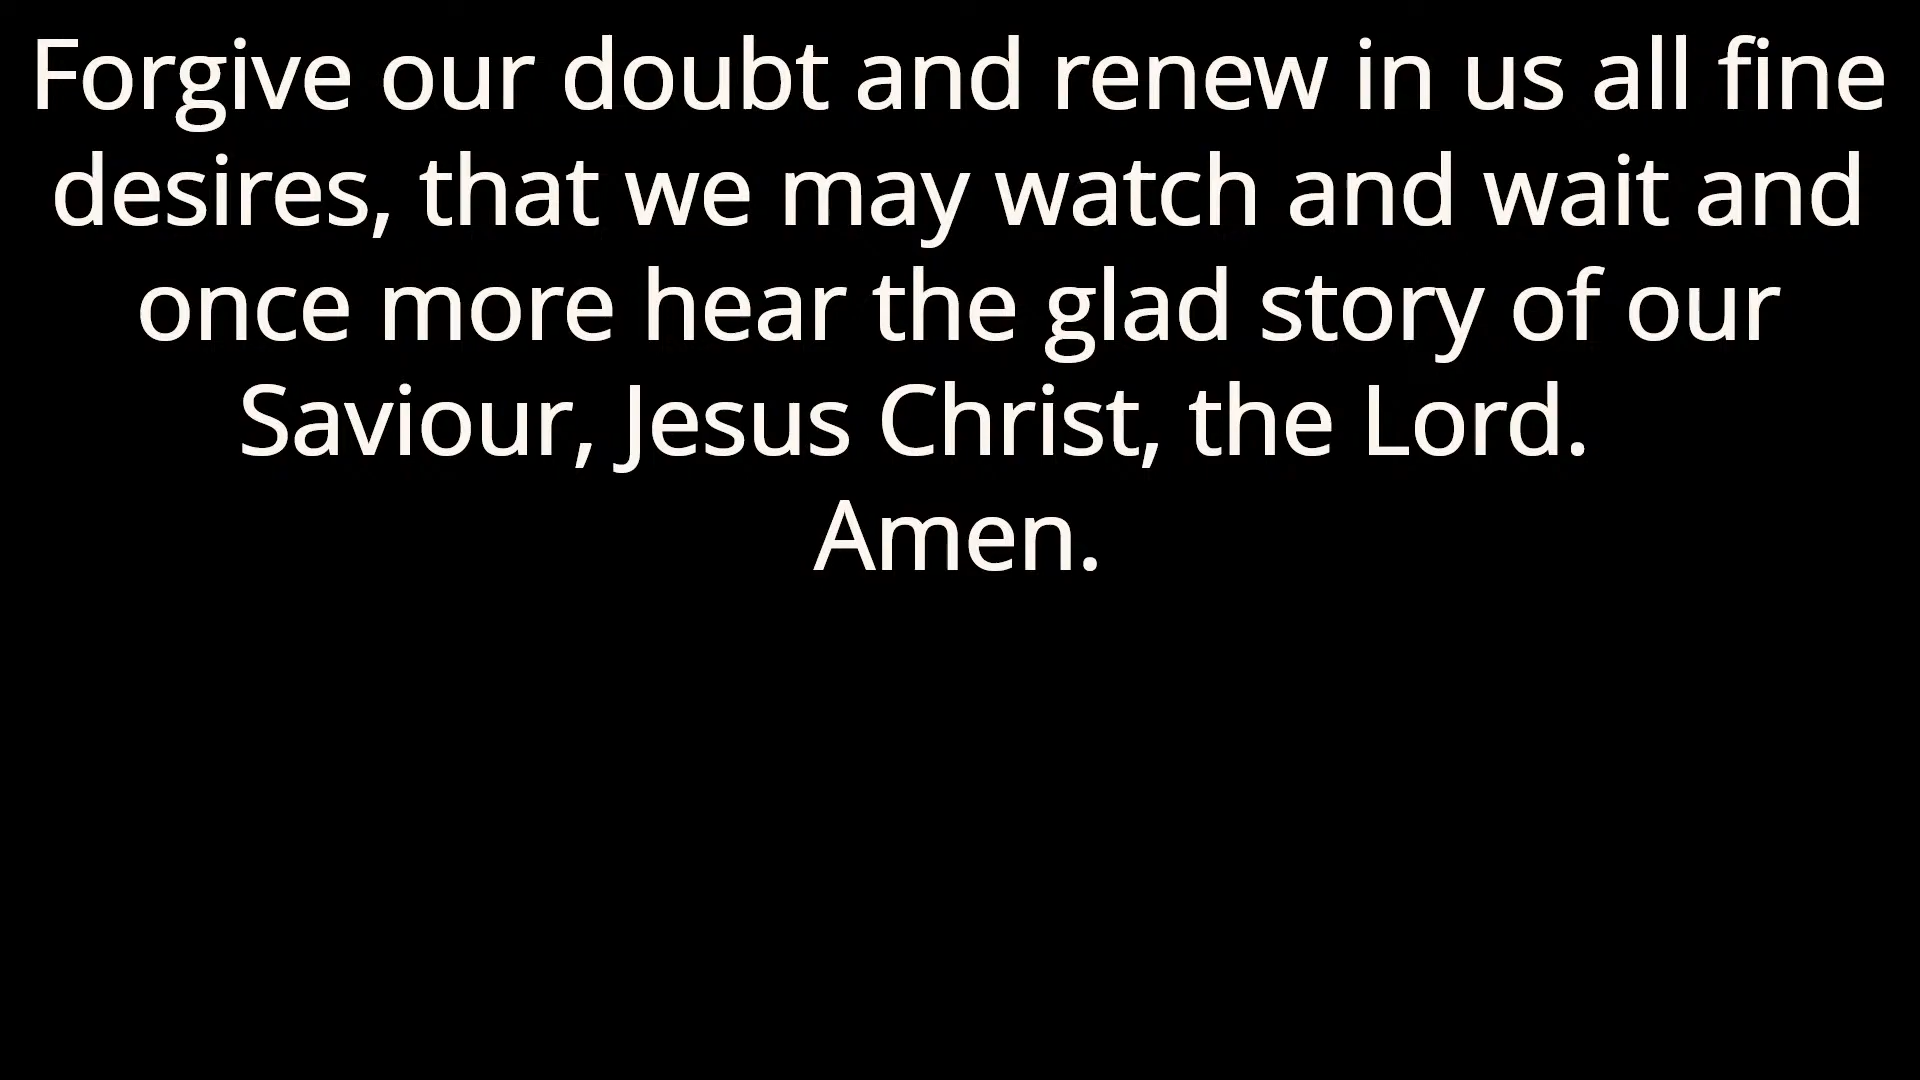 Forgive our doubt and renew in us all fine
desires, that we may watch and wait and
once more hear the glad story of our
Saviour, Jesus Christ, the Lord.
Amen.